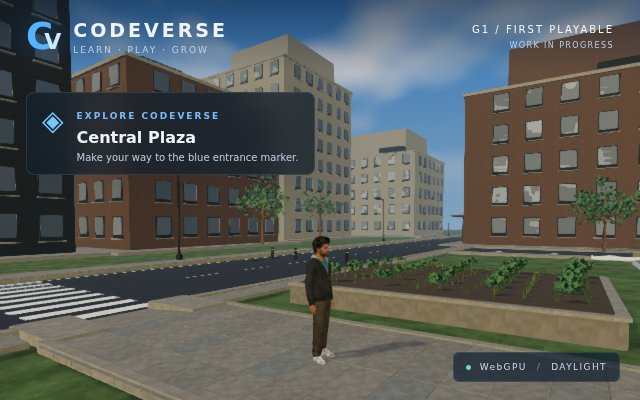 CV CODEVERSE
LEARN · PLAY · GROW
G1 / FIRST PLAYABLE
WORK IN PROGRESS
EXPLORE CODEVERSE
Central Plaza
Make your way to the blue entrance marker.
WebGPU / DAYLIGHT